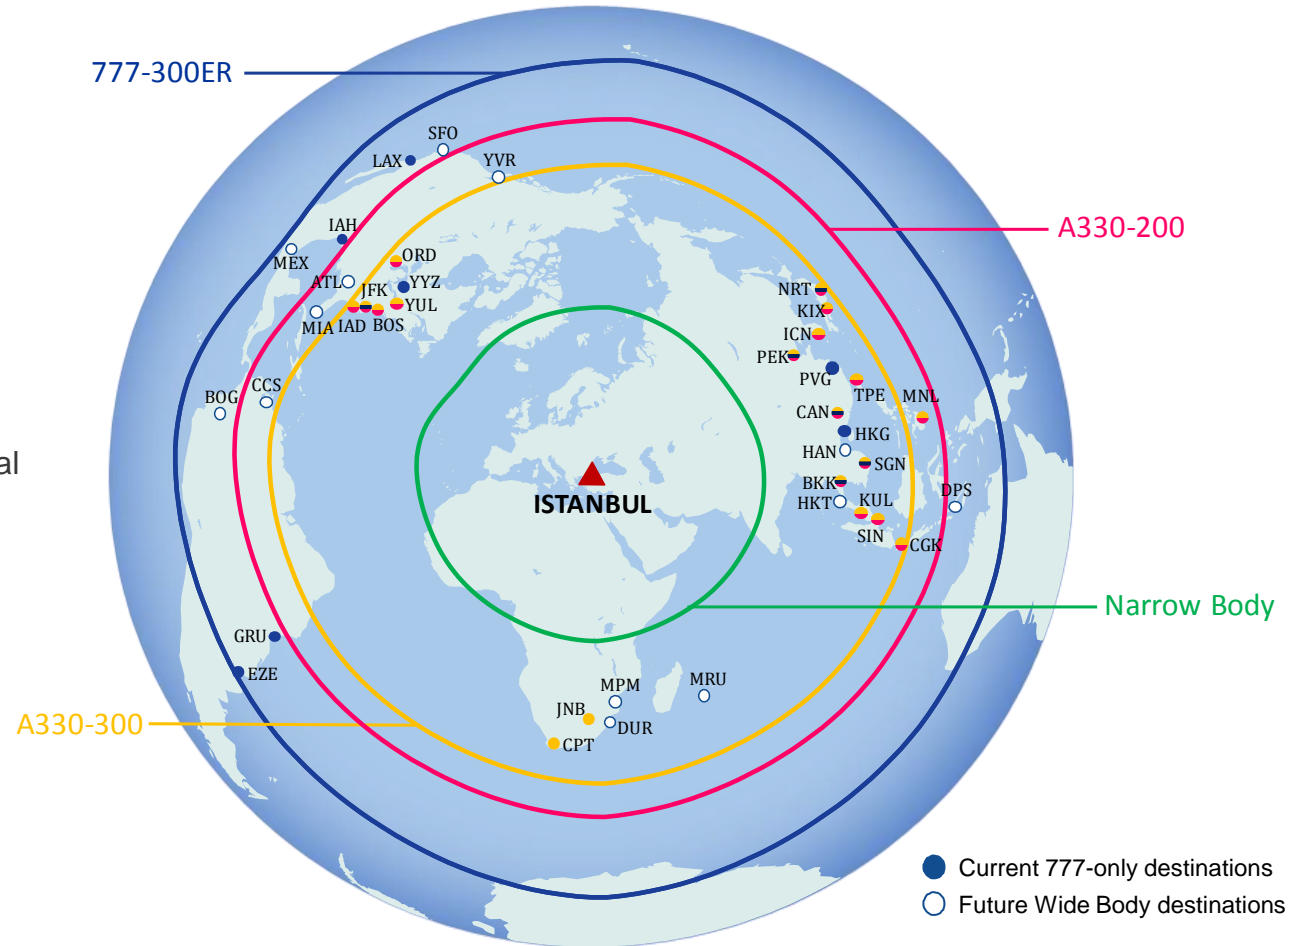 777-300ER
SFO
LAX
YVR
IAH
A330-200
MEX
ORD
ATL
JFK
YYZ
NRT
YUL
KIX
MIA
IAD
BOS
ICN
PEK
PVG
TPE
CCS
BOG
MNL
CAN
HKG
HAN
al
SGN
BKK
DPS
HKT
KUL
ISTANBUL
SIN
CGK
Narrow Body
GRU
EZE
MPM
MRU
JNB
A330-300
DUR
CPT
Current 777-only destinations
Future Wide Body destinations